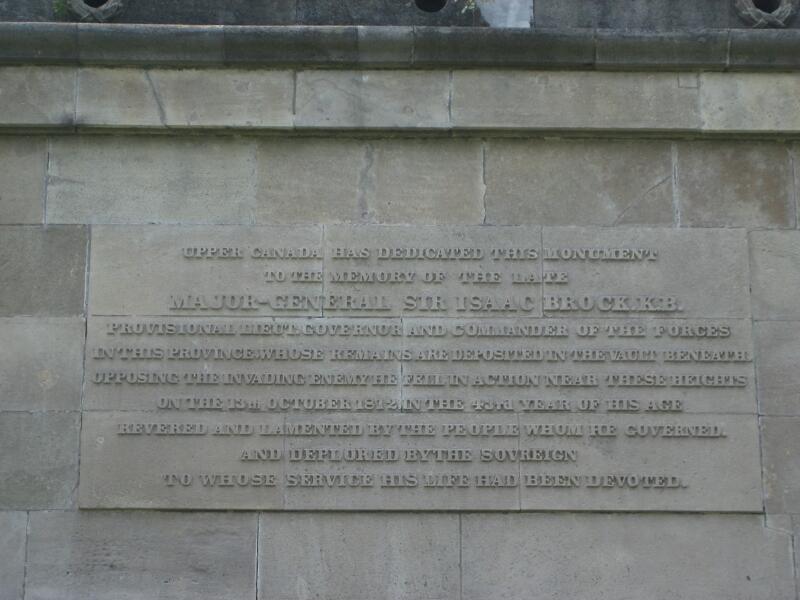 UPPER CANADA HAS DEDICATED THIS MONUMENT
TO THE MEMORY OF THE LATE
MAJOR-GENERAL SIR ISAAC BROCK.K.B.
PROVISIONAL LIEUT. GOVERNOR AND COMMANDER OF THE FORCES
IN THIS PROVINCE. WHOSE REMAINS ARE DEPOSITED IN THE VAULT BENEATH.
OPPOSING THE INVADING ENEMY HE FELL IN ACTION NEAR THESE HEIGHTS
ON THE 13TH OCTOBER 1812. IN THE 43RD YEAR OF HIS AGE
REVERED AND LAMENTED BY THE PEOPLE WHOM HE GOVERNED.
AND DEPLORED BY THE SOVREIGN
TO WHOSE SERVICE HIS LIFE HAD BEEN DEVOTED.